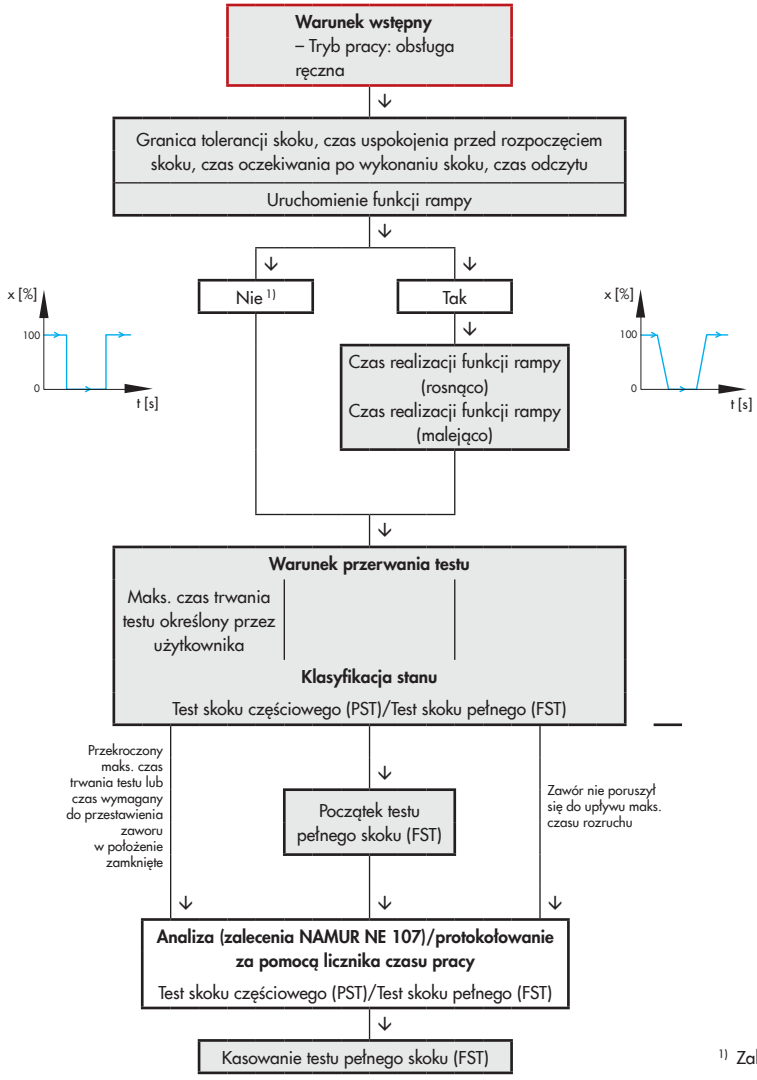 Warunek wstępny
– Tryb pracy: obsługa
ręczna
Granica tolerancji skoku, czas uspokojenia przed rozpoczęciem
skoku, czas oczekiwania po wykonaniu skoku, czas odczytu
Uruchomienie funkcji rampy
Nie 1)
Tak
x [%]
100
0
t [s]
Czas realizacji funkcji rampy
(rosnąco)
Czas realizacji funkcji rampy
(malejąco)
x [%]
100
0
t [s]
Warunek przerwania testu
Maks. czas trwania
testu określony przez
użytkownika
Klasyfikacja stanu
Test skoku częściowego (PST)/Test skoku pełnego (FST)
Przekroczony
maks. czas
trwania testu lub
czas wymagany
do przestawienia
zaworu
w położenie
zamknięte
Początek testu
pełnego skoku (FST)
Zawór nie poruszył
się do upływu maks.
czasu rozruchu
Analiza (zalecenia NAMUR NE 107)/protokołowanie
za pomocą licznika czasu pracy
Test skoku częściowego (PST)/Test skoku pełnego (FST)
Kasowanie testu pełnego skoku (FST)
1) Zal